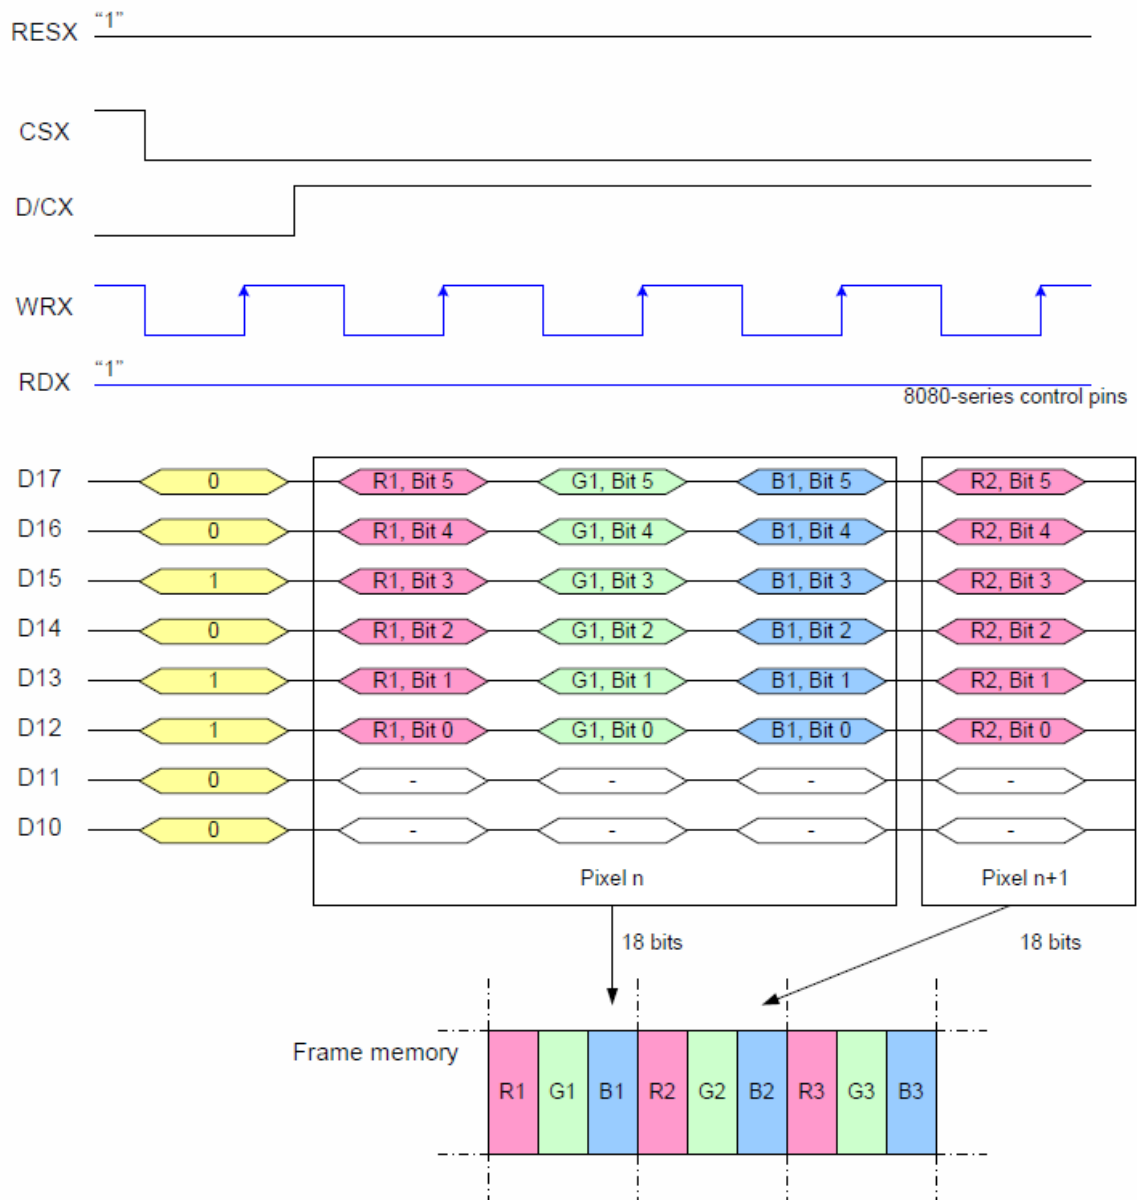 RESX “1”
CSX
D/CX
WRX
RDX “1”
8080-series control pins
D17 0 R1, Bit 5 G1, Bit 5 B1, Bit 5 R2, Bit 5
D16 0 R1, Bit 4 G1, Bit 4 B1, Bit 4 R2, Bit 4
D15 1 R1, Bit 3 G1, Bit 3 B1, Bit 3 R2, Bit 3
D14 0 R1, Bit 2 G1, Bit 2 B1, Bit 2 R2, Bit 2
D13 1 R1, Bit 1 G1, Bit 1 B1, Bit 1 R2, Bit 1
D12 1 R1, Bit 0 G1, Bit 0 B1, Bit 0 R2, Bit 0
D11 0 - - - -
D10 0 - - - -
Pixel n Pixel n+1
18 bits 18 bits
Frame memory
R1 G1 B1 R2 G2 B2 R3 G3 B3